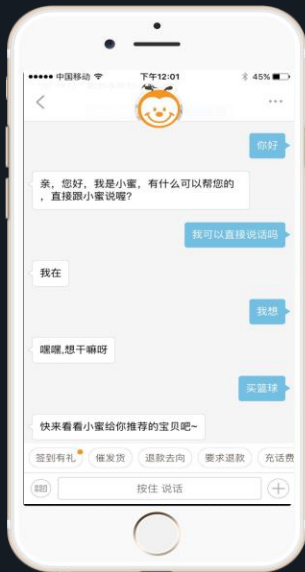 中国移动 下午12:01 45%
你好
亲，您好，我是小蜜，有什么可以帮您的
，直接跟小蜜说喔?
我可以直接说话吗
我在
我想
嘿嘿,想干嘛呀
买篮球
快来看看小蜜给你推荐的宝贝吧~
签到有礼 催发货 退款去向 要求退款 充话费
按住 说话